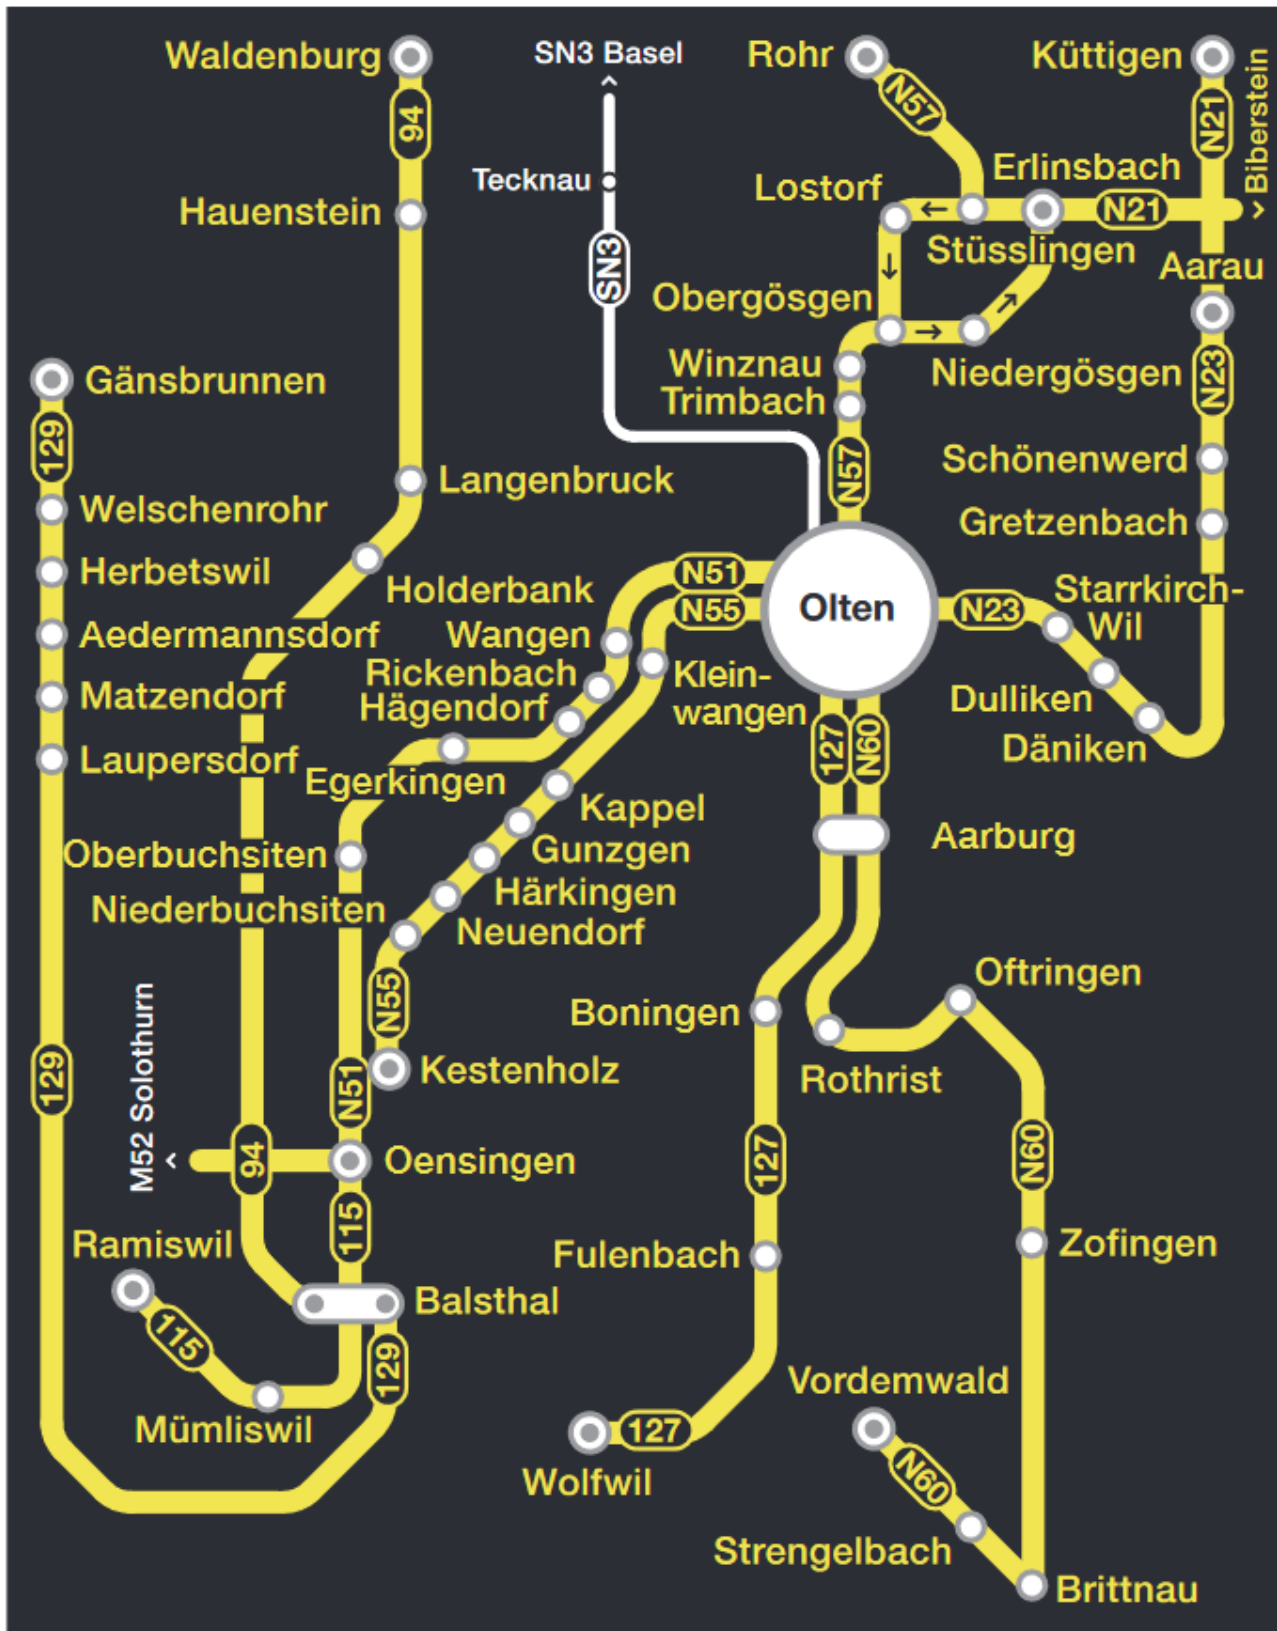 Waldenburg
SN3 Basel
Rohr
Küttigen
94
N57
N21
Biberstein
Tecknau
Erlinsbach
Lostorf
Hauenstein
N21
SN3
Stüsslingen
Aarau
Obergösgen
Winznau
Niedergösgen
N23
Gänsbrunnen
Trimbach
129
N57
Schönenwerd
Langenbruck
Welschenrohr
Gretzenbach
Herbetswil
N51
Holderbank
N55
Olten
N23
Starrkirch-
Wil
Aedermannsdorf
Wangen
Rickenbach
Klein-
wangen
Matzendorf
Hägendorf
Dulliken
Däniken
127
N60
Laupersdorf
Egerkingen
Kappel
Aarburg
Oberbuchsiten
Gunzgen
Härkingen
Niederbuchsiten
Neuendorf
Oftringen
N55
Boningen
M52 Solothurn
129
N51
Kestenholz
Rothrist
94
Oensingen
127
N60
115
Ramiswil
Fulenbach
Zofingen
Balsthal
115
129
Vordemwald
Mümliswil
127
Wolfwil
N60
Strengelbach
Brittnau